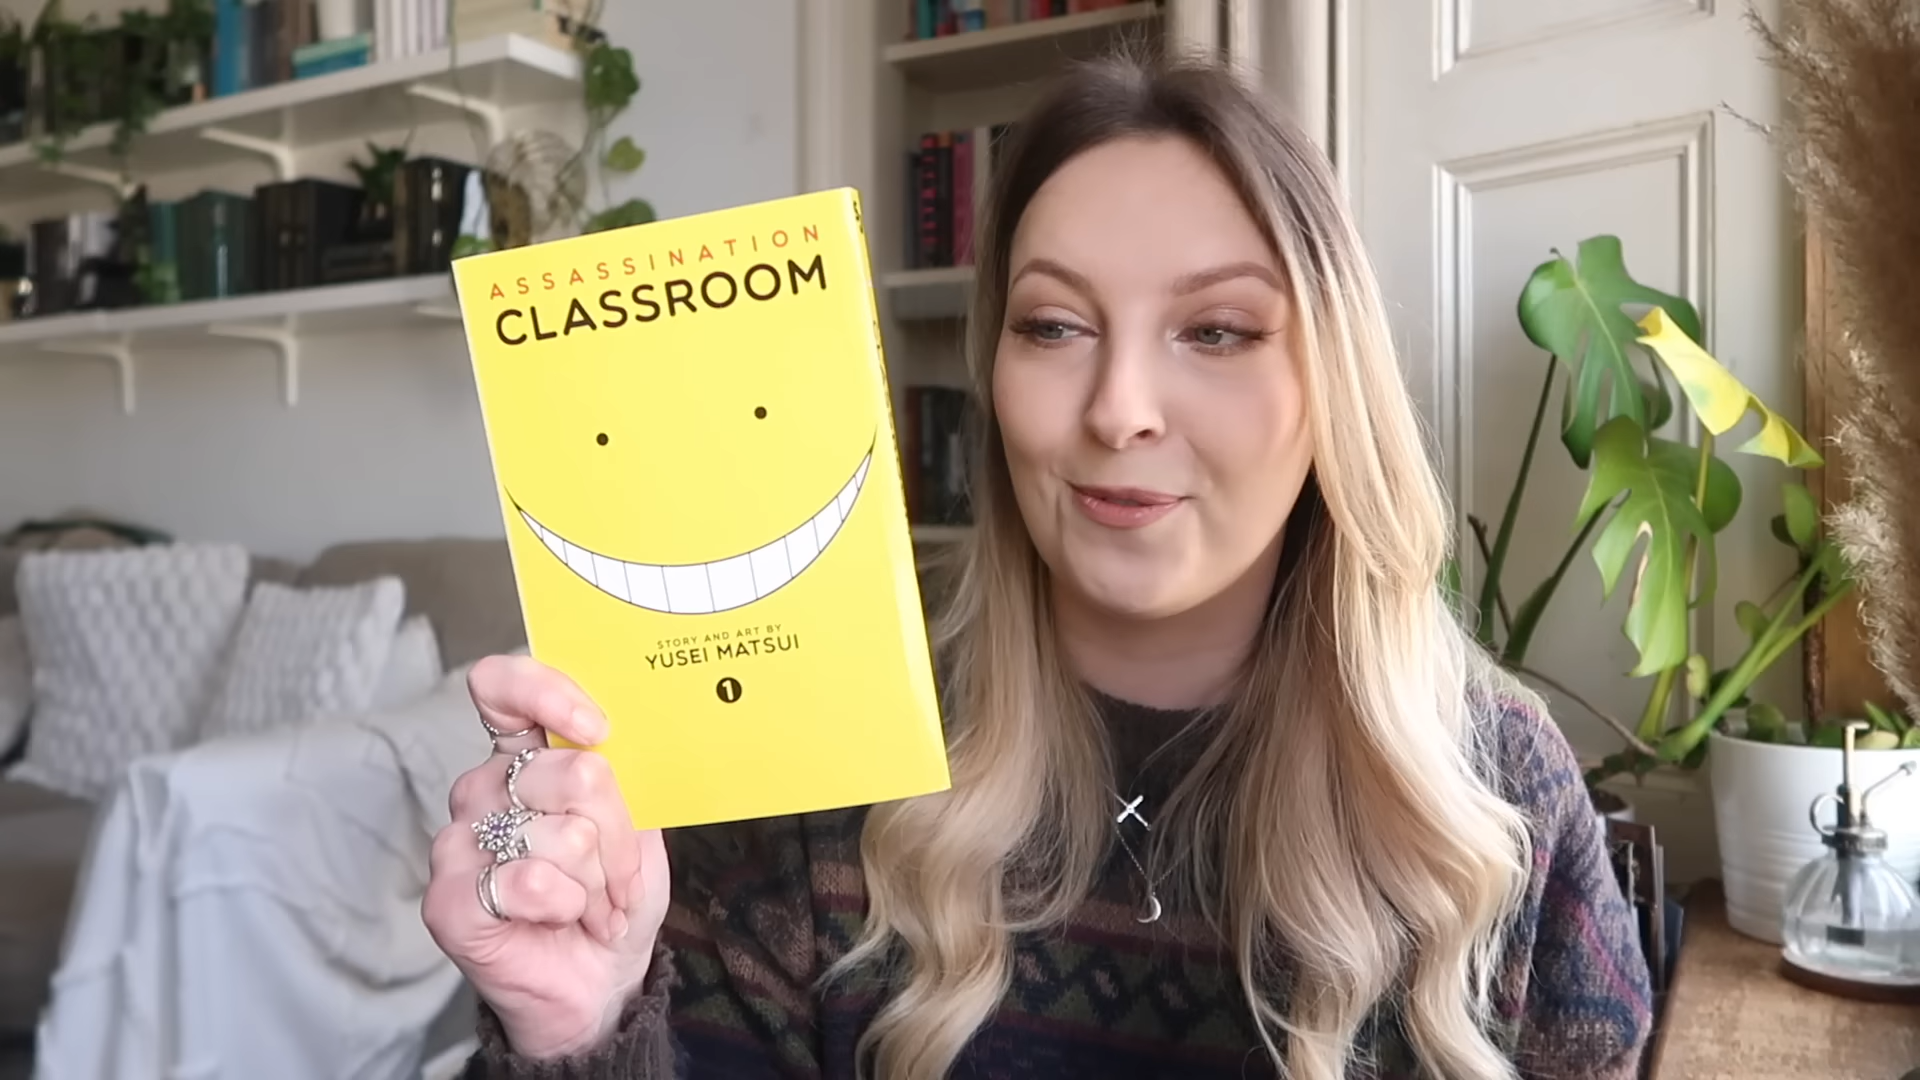 ASSASSINATION
CLASSROOM
STORY AND ART BY
YUSEI MATSUI
1